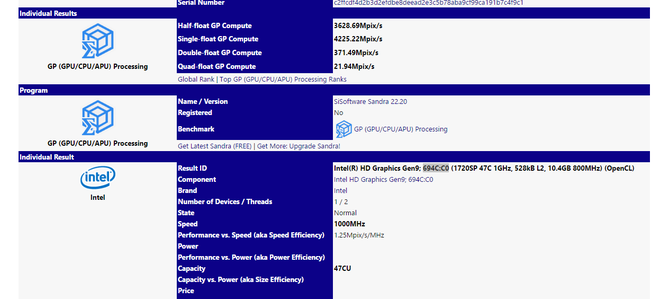 Serial Number
Individual Results
Half-float GP Compute 3628.69Mpix/s
Single-float GP Compute 4225.22Mpix/s
Double-float GP Compute 371.49Mpix/s
Quad-float GP Compute 21.94Mpix/s
GP (GPU/CPU/APU) Processing
Global Rank | Top GP (GPU/CPU/APU) Processing Ranks
Program
Name / Version SiSoftware Sandra 22.20
Registered No
Benchmark GP (GPU/CPU/APU) Processing
GP (GPU/CPU/APU) Processing
Get Latest Sandra (FREE) | Get More: Upgrade Sandra!
Individual Result
Result ID Intel(R) HD Graphics Gen9; 694C:C0 (1720SP 47C 1GHz, 528kB L2, 10.4GB 800MHz) (OpenCL)
intel
Intel
Component Intel HD Graphics Gen9; 694C:C0
Brand Intel
Number of Devices / Threads 1 / 2
State Normal
Speed 1000MHz
Performance vs. Speed (aka Speed Efficiency) 1.25Mpix/s/MHz
Power
Performance vs. Power (aka Power Efficiency)
Capacity 47CU
Capacity vs. Power (aka Size Efficiency)
Price